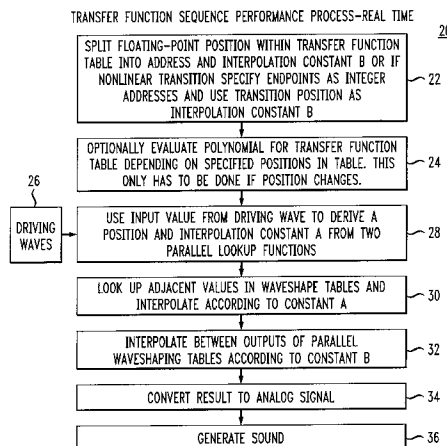 TRANSFER FUNCTION SEQUENCE PERFORMANCE PROCESS-REAL TIME
20
SPLIT FLOATING-POINT POSITION WITHIN TRANSFER FUNCTION
TABLE INTO ADDRESS AND INTERPOLATION CONSTANT B OR IF
NONLINEAR TRANSITION SPECIFY ENDPOINTS AS INTEGER
ADDRESSES AND USE TRANSITION POSITION AS
INTERPOLATION CONSTANT B
22
OPTIONALLY EVALUATE POLYNOMIAL FOR TRANSFER FUNCTION
TABLE DEPENDING ON SPECIFIED POSITIONS IN TABLE. THIS
ONLY HAS TO BE DONE IF POSITION CHANGES.
24
26
DRIVING
WAVES
USE INPUT VALUE FROM DRIVING WAVE TO DERIVE A
POSITION AND INTERPOLATION CONSTANT A FROM TWO
PARALLEL LOOKUP FUNCTIONS
28
LOOK UP ADJACENT VALUES IN WAVESHAPE TABLES AND
INTERPOLATE ACCORDING TO CONSTANT A
30
INTERPOLATE BETWEEN OUTPUTS OF PARALLEL
WAVESHAPING TABLES ACCORDING TO CONSTANT B
32
CONVERT RESULT TO ANALOG SIGNAL
34
GENERATE SOUND
36